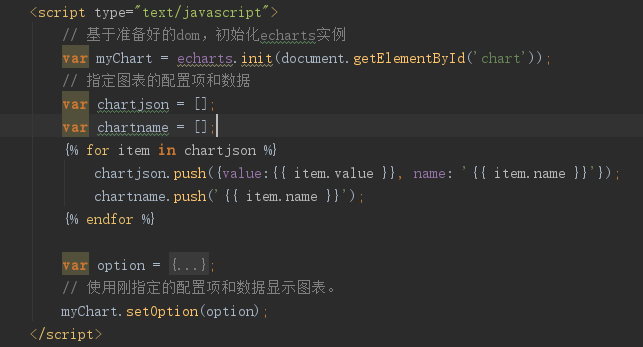 <script type="text/javascript">
// 基于准备好的dom，初始化echarts实例
var myChart = echarts.init(document.getElementById('chart'));
// 指定图表的配置项和数据
var chartjson = [];
var chartname = [];
{% for item in chartjson %}
chartjson.push({value:{{ item.value }}, name: '{{ item.name }}'});
chartname.push('{{ item.name }}');
{% endfor %}
var option = {...};
// 使用刚指定的配置项和数据显示图表。
myChart.setOption(option);
</script>